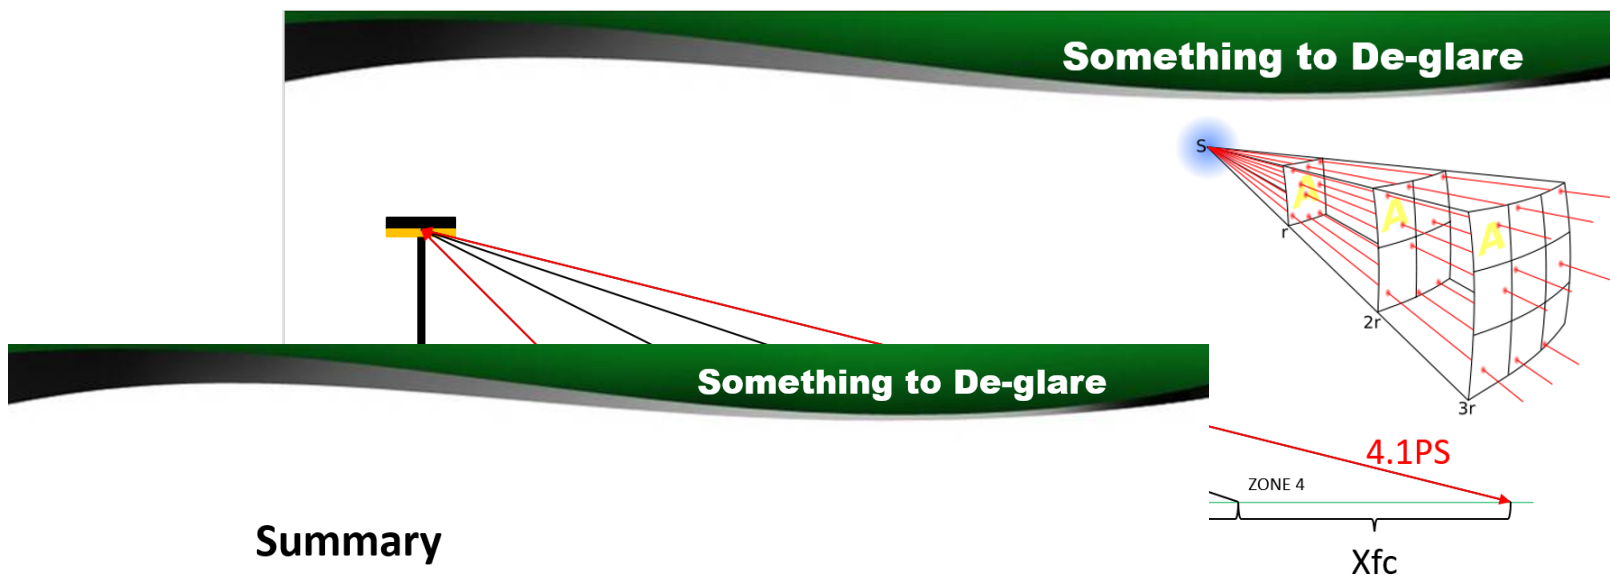 Something to De-glare
S
A
A
A
r
2r
3r
Something to De-glare
4.1PS
ZONE 4
Summary
Xfc